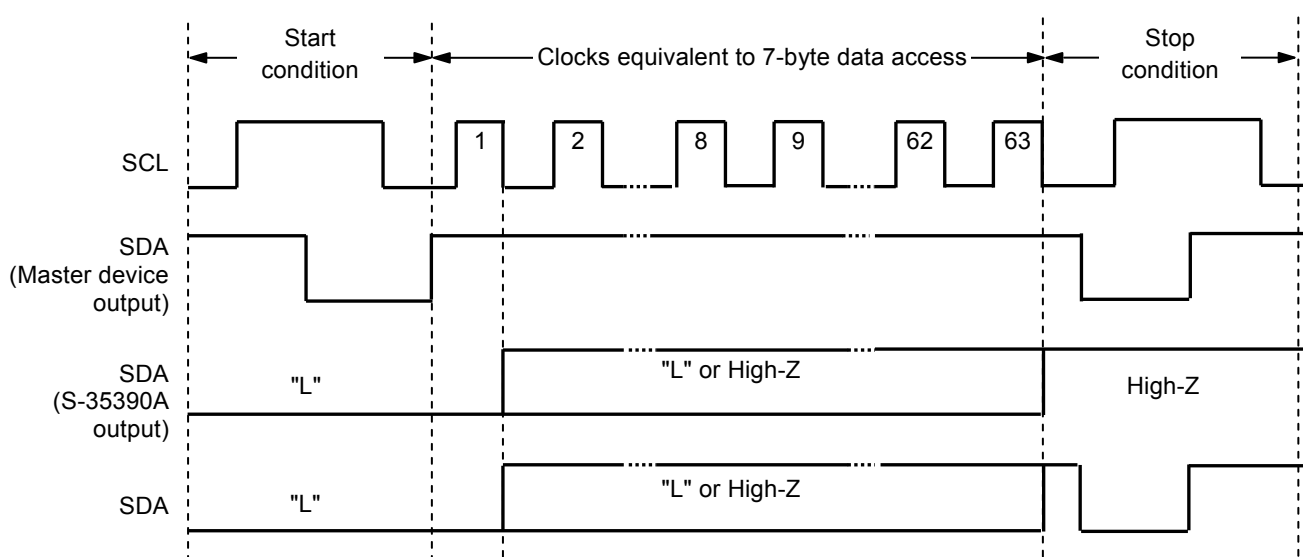 Start
condition
Clocks equivalent to 7-byte data access
Stop
condition
SCL
1
2
8
9
62
63
SDA
(Master device
output)
SDA
(S-35390A
output)
"L"
"L" or High-Z
High-Z
SDA
"L"
"L" or High-Z